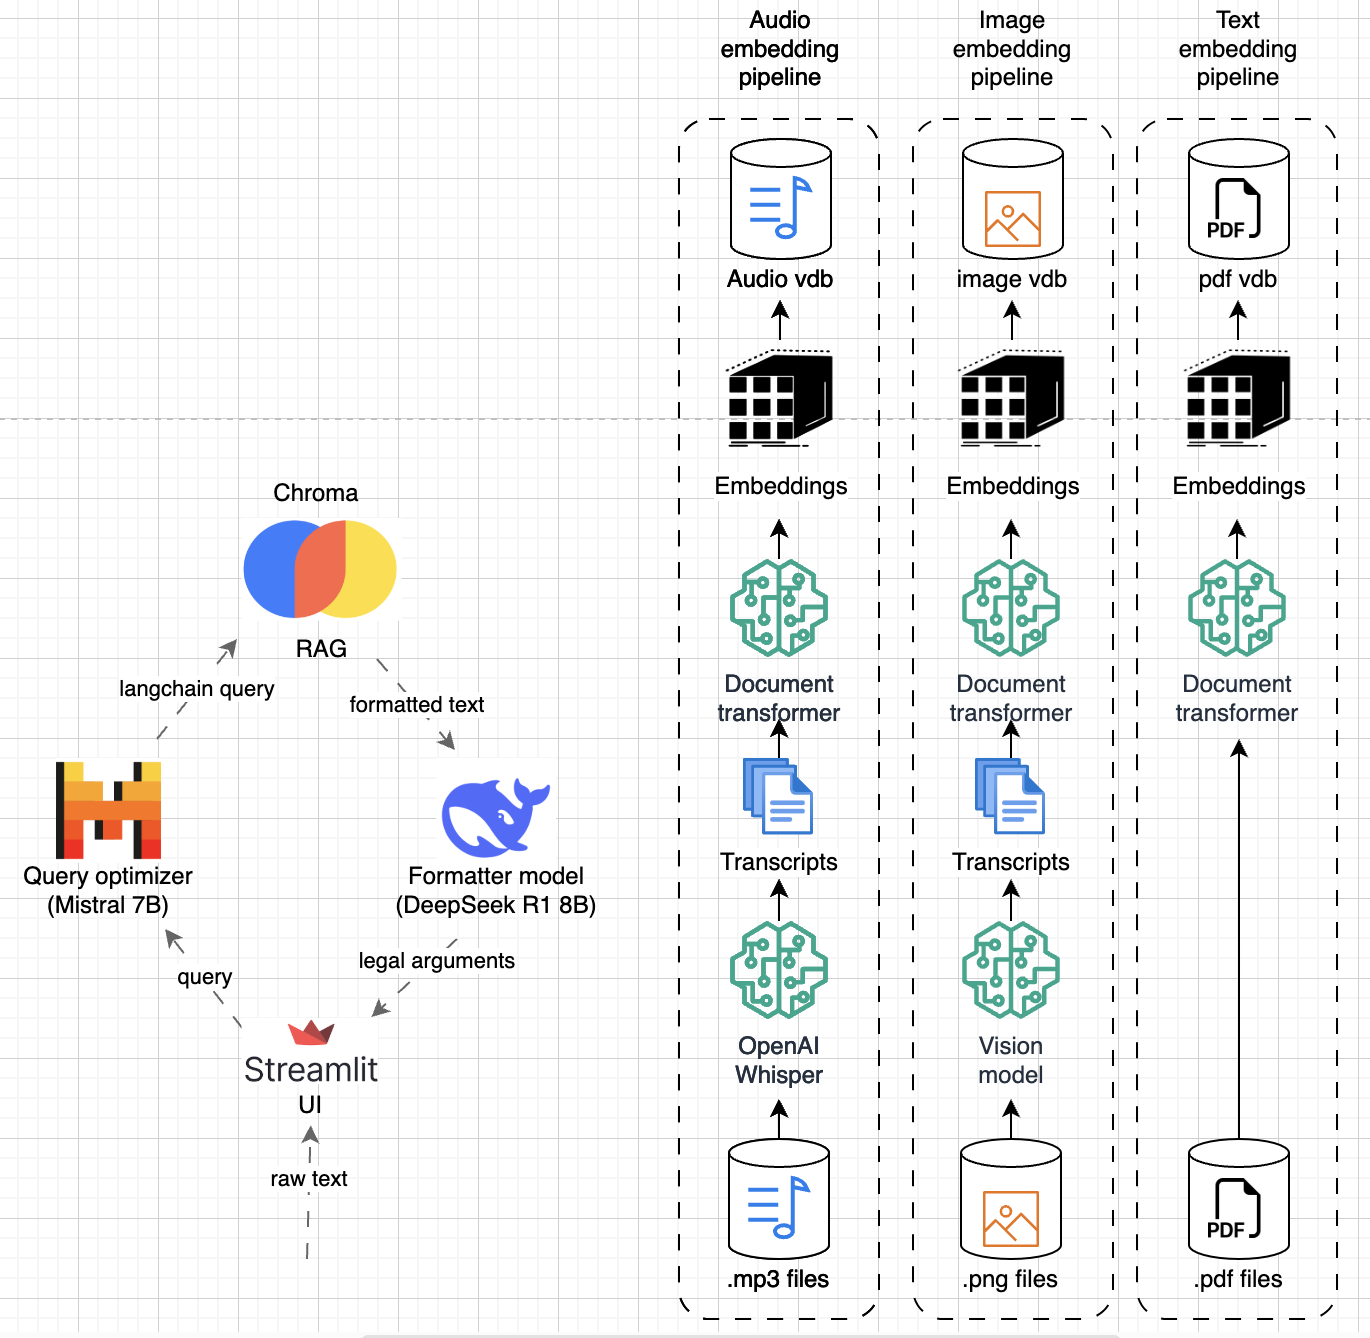 Audio
embedding
pipeline
Image
embedding
pipeline
Text
embedding
pipeline
Audio vdb
image vdb
PDF
pdf vdb
Embeddings
Embeddings
Embeddings
Document
transformer
Document
transformer
Document
transformer
Transcripts
Transcripts
OpenAI
Whisper
Vision
model
.mp3 files
.png files
PDF
.pdf files
Chroma
RAG
langchain query
formatted text
Query optimizer
(Mistral 7B)
Formatter model
(DeepSeek R1 8B)
query
legal arguments
Streamlit
UI
raw text